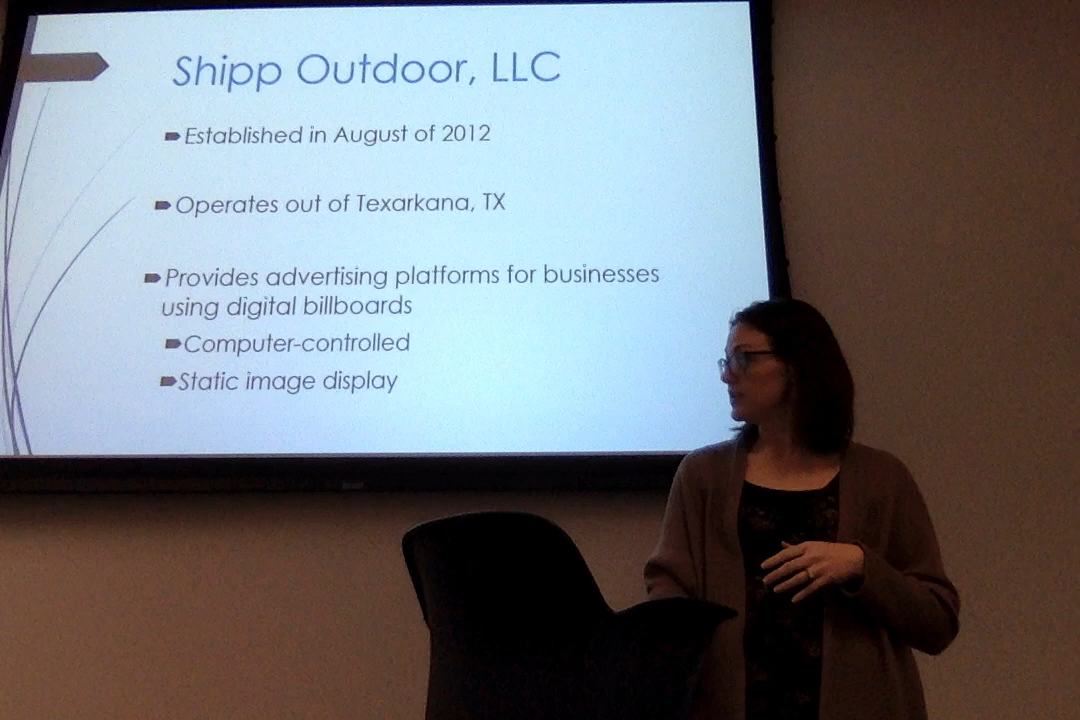 Shipp Outdoor, LLC
Established in August of 2012
Operates out of Texarkana, TX
Provides advertising platforms for businesses
using digital billboards
Computer-controlled
Static image display